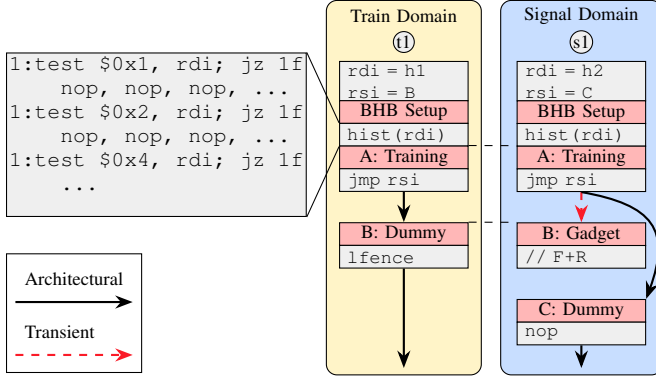 1:test $0x1, rdi; jz 1f
nop, nop, nop, ...
1:test $0x2, rdi; jz 1f
nop, nop, nop, ...
1:test $0x4, rdi; jz 1f
...
Architectural
Transient
Train Domain
t1
rdi = h1
rsi = B
BHB Setup
hist(rdi)
A: Training
jmp rsi
B: Dummy
lfence
Signal Domain
s1
rdi = h2
rsi = C
BHB Setup
hist(rdi)
A: Training
jmp rsi
B: Gadget
// F+R
C: Dummy
nop